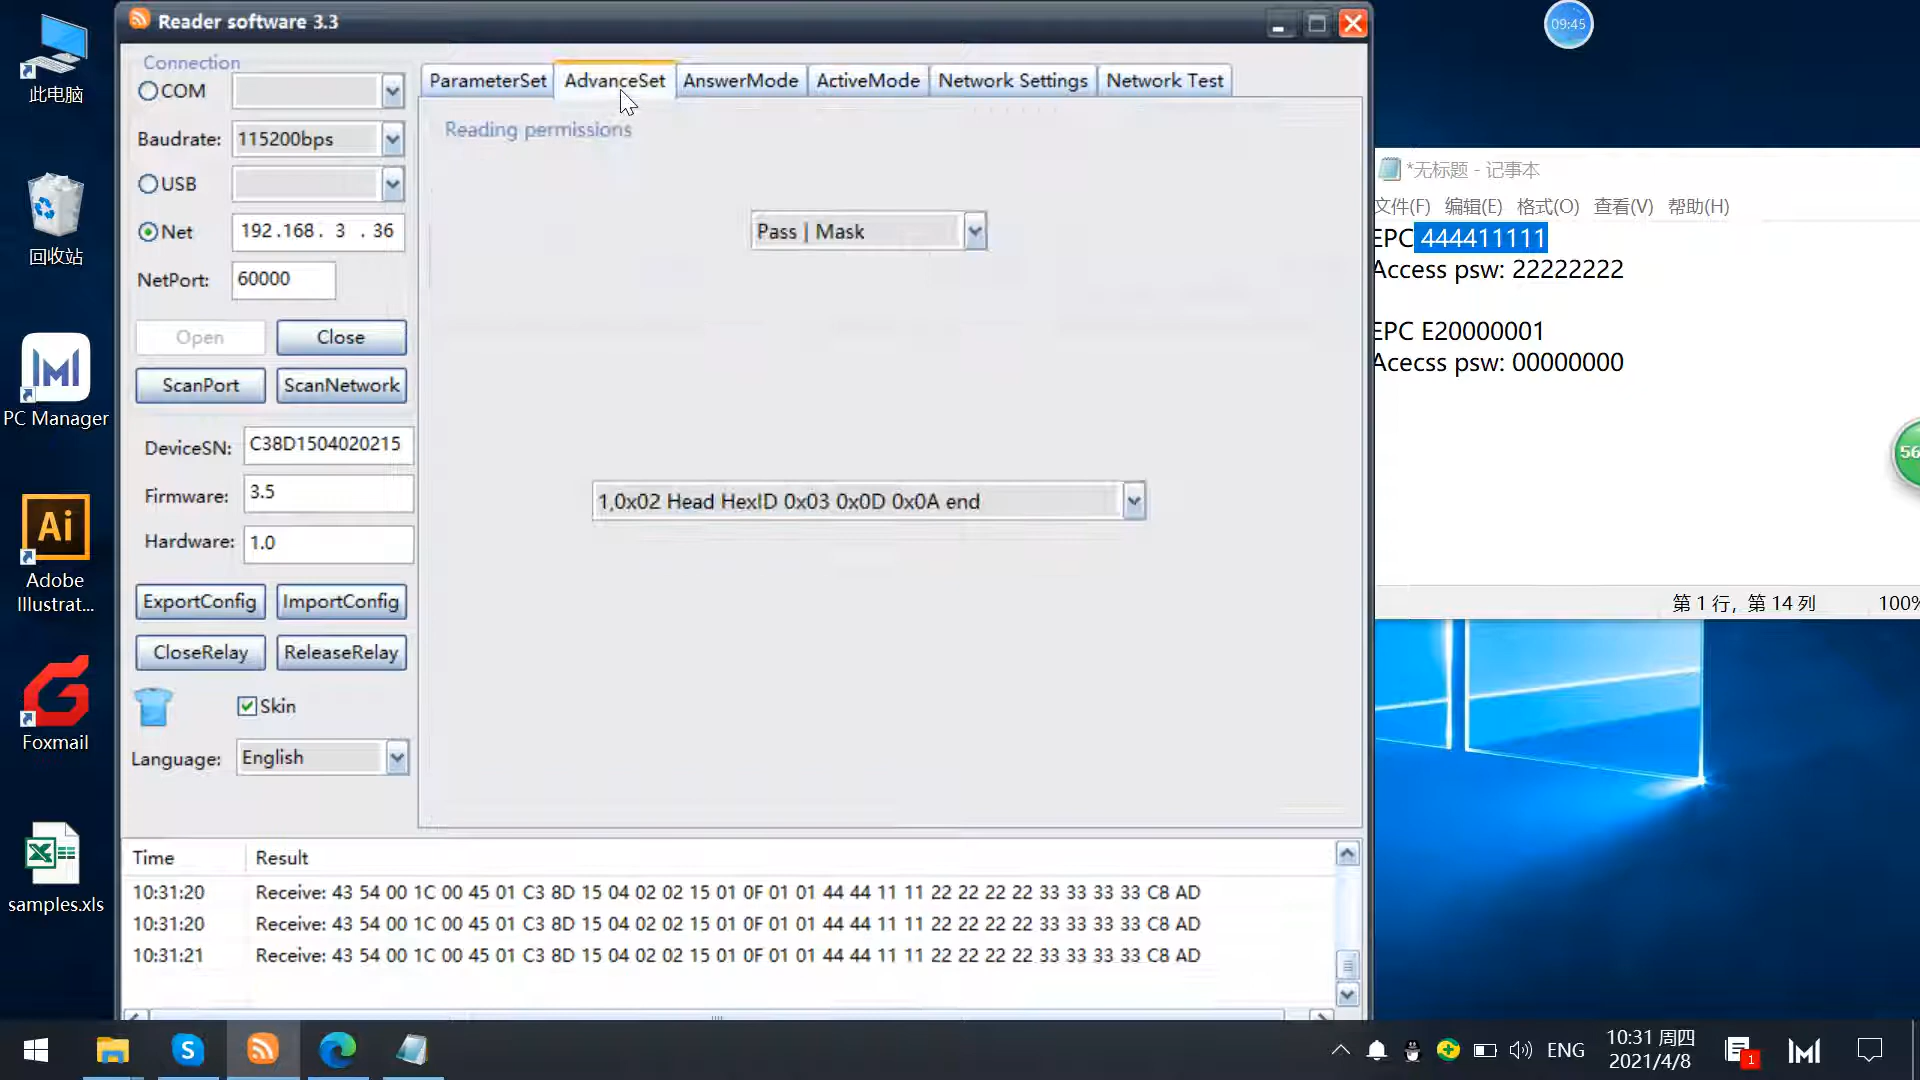 Reader software 3.3
09:45
此电脑
回收站
PC Manager
Ai
Adobe
Illustrat...
Foxmail
samples.xls
Connection
COM
Baudrate: 115200bps
USB
Net 192.168. 3 . 36
NetPort: 60000
Open Close
ScanPort ScanNetwork
DeviceSN: C38D1504020215
Firmware: 3.5
Hardware: 1.0
ExportConfig ImportConfig
CloseRelay ReleaseRelay
Skin
Language: English
ParameterSet AdvanceSet AnswerMode ActiveMode Network Settings Network Test
Reading permissions
Pass | Mask
1,0x02 Head HexID 0x03 0x0D 0x0A end
Time Result
10:31:20 Receive: 43 54 00 1C 00 45 01 C3 8D 15 04 02 02 15 01 0F 01 01 44 44 11 11 22 22 22 22 33 33 33 33 C8 AD
10:31:20 Receive: 43 54 00 1C 00 45 01 C3 8D 15 04 02 02 15 01 0F 01 01 44 44 11 11 22 22 22 22 33 33 33 33 C8 AD
10:31:21 Receive: 43 54 00 1C 00 45 01 C3 8D 15 04 02 02 15 01 0F 01 01 44 44 11 11 22 22 22 22 33 33 33 33 C8 AD
*无标题 - 记事本
文件(F) 编辑(E) 格式(O) 查看(V) 帮助(H)
EPC 444411111
Access psw: 22222222
EPC E20000001
Acecss psw: 00000000
第 1 行，第 14 列 100%
56
ENG
10:31 周四
2021/4/8
1